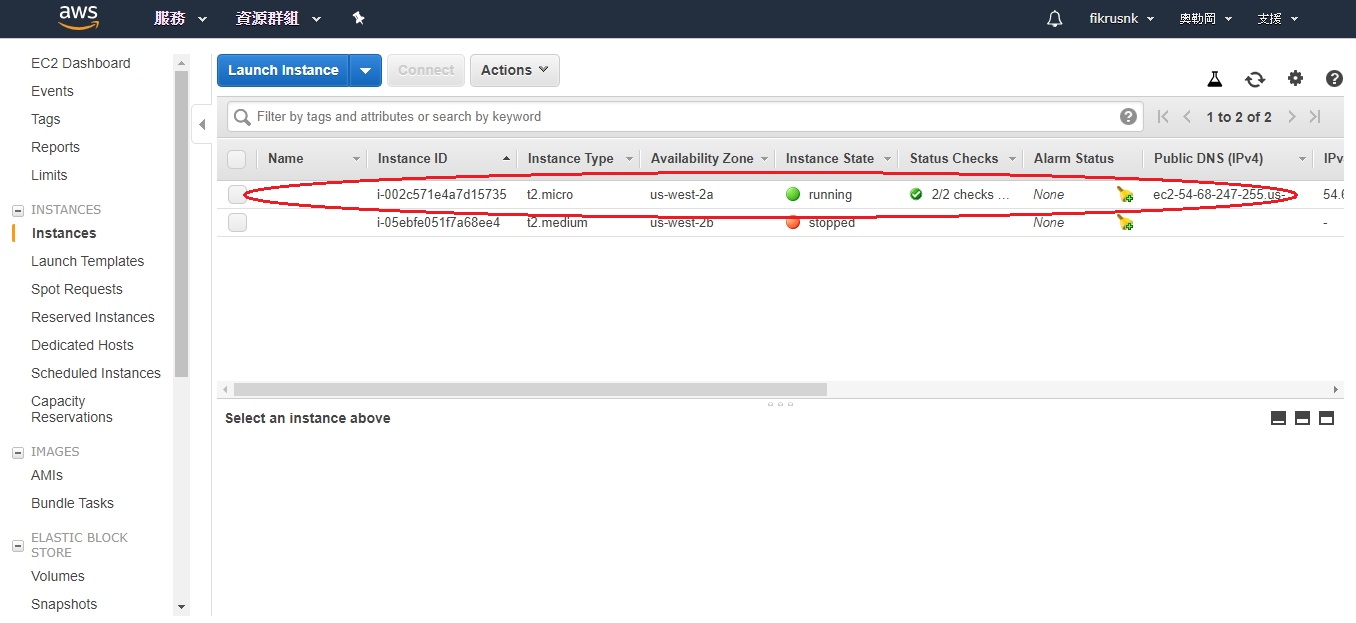 aws 服務 資源群組 fikrusnk 奧勒岡 支援
EC2 Dashboard
Events
Tags
Reports
Limits
INSTANCES
Instances
Launch Templates
Spot Requests
Reserved Instances
Dedicated Hosts
Scheduled Instances
Capacity
Reservations
IMAGES
AMIs
Bundle Tasks
ELASTIC BLOCK
STORE
Volumes
Snapshots
Launch Instance Connect Actions
Filter by tags and attributes or search by keyword 1 to 2 of 2
Name Instance ID Instance Type Availability Zone Instance State Status Checks Alarm Status Public DNS (IPv4) IPv
i-002c571e4a7d15735 t2.micro us-west-2a running 2/2 checks ... None ec2-54-68-247-255.us- 54.6
i-05ebfe051f7a68ee4 t2.medium us-west-2b stopped None -
Select an instance above